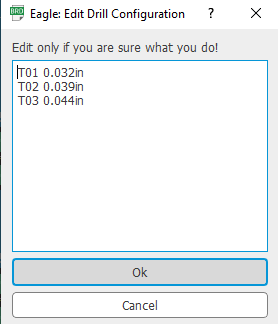 BRD
Eagle: Edit Drill Configuration
?
Edit only if you are sure what you do!
T01 0.032in
T02 0.039in
T03 0.044in
Ok
Cancel